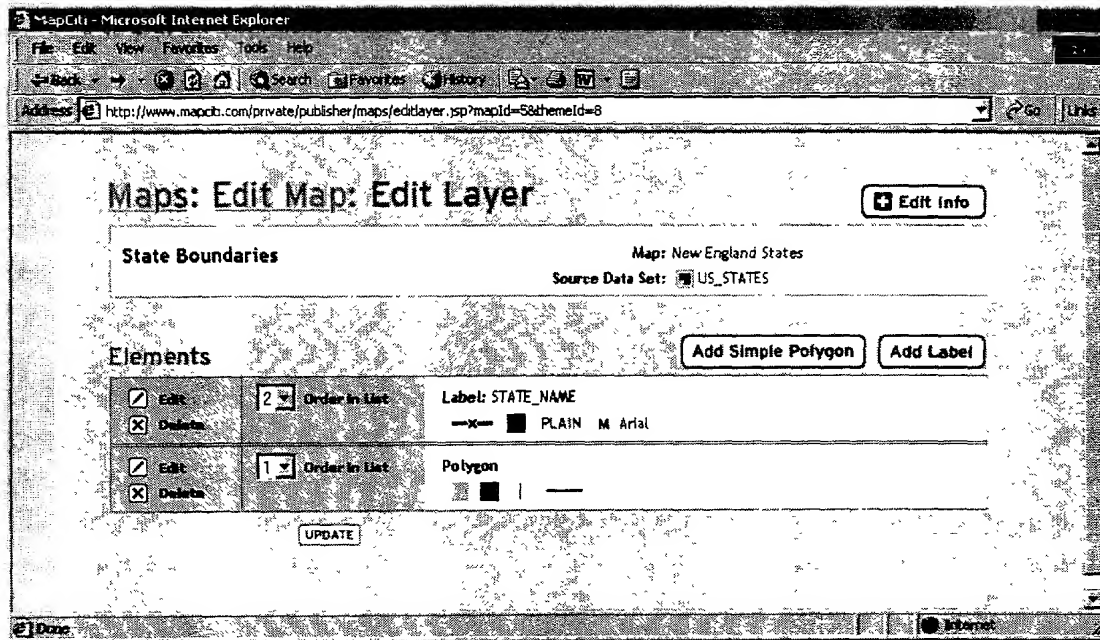 MapCiti - Microsoft Internet Explorer
File Edit View Favorites Tools Help
Back Search Favorites History
Address http://www.mapciti.com/private/publisher/maps/editlayer.jsp?mapId=5&themeId=8 Go Links
Maps: Edit Map: Edit Layer
Edit Info
State Boundaries
Map: New England States
Source Data Set: US_STATES
Elements
Add Simple Polygon Add Label
Edit 2 Order in List Label: STATE_NAME
Delete PLAIN M Arial
Edit 1 Order in List Polygon
Delete
UPDATE
Done Internet